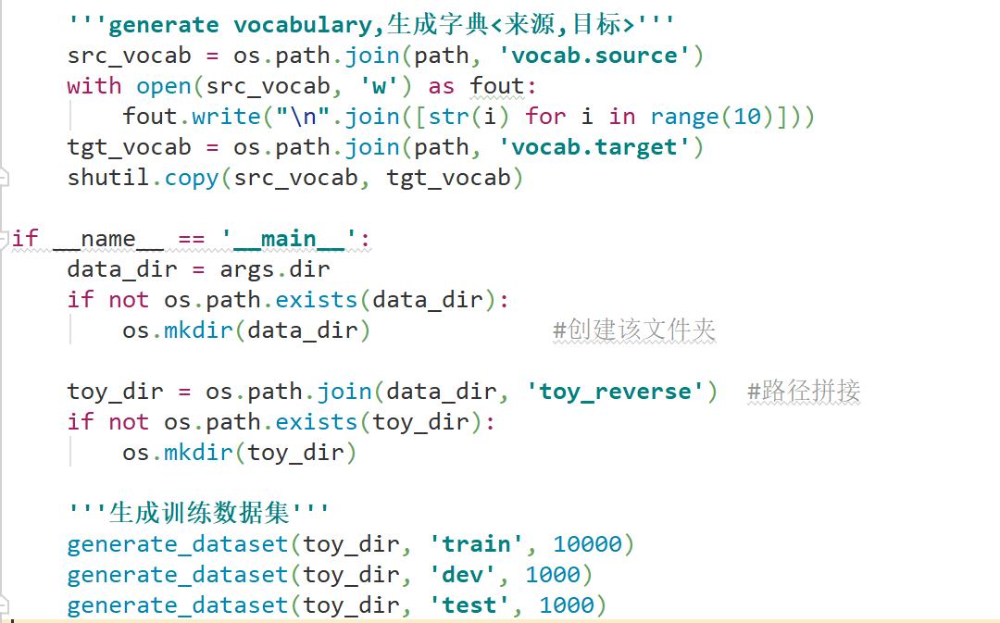 '''generate vocabulary,生成字典<来源,目标>'''
src_vocab = os.path.join(path, 'vocab.source')
with open(src_vocab, 'w') as fout:
    fout.write("\n".join([str(i) for i in range(10)]))
tgt_vocab = os.path.join(path, 'vocab.target')
shutil.copy(src_vocab, tgt_vocab)
if __name__ == '__main__':
    data_dir = args.dir
    if not os.path.exists(data_dir):
        os.mkdir(data_dir)             #创建该文件夹
    toy_dir = os.path.join(data_dir, 'toy_reverse')  #路径拼接
    if not os.path.exists(toy_dir):
        os.mkdir(toy_dir)
    '''生成训练数据集'''
    generate_dataset(toy_dir, 'train', 10000)
    generate_dataset(toy_dir, 'dev', 1000)
    generate_dataset(toy_dir, 'test', 1000)